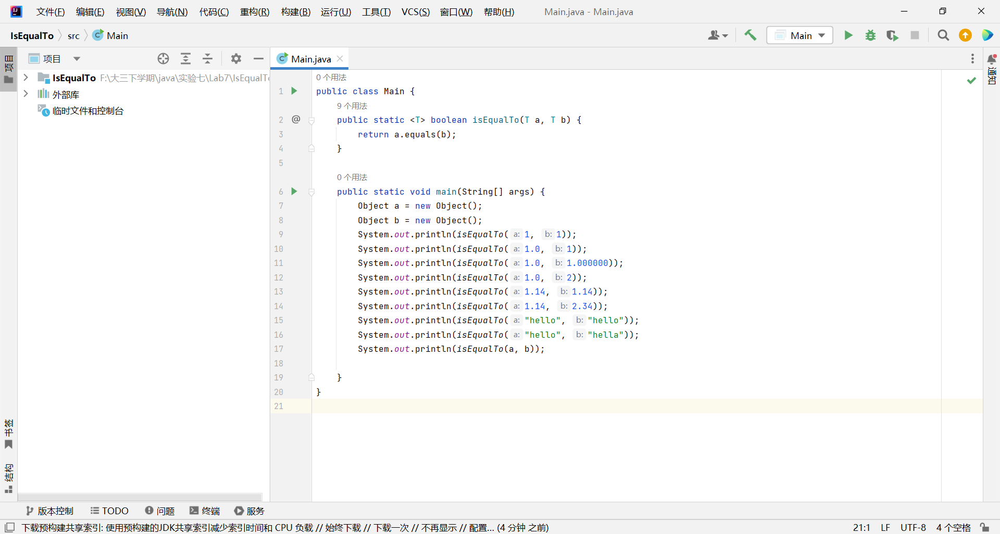 文件(F) 编辑(E) 视图(V) 导航(N) 代码(C) 重构(R) 构建(B) 运行(U) 工具(T) VCS(S) 窗口(W) 帮助(H) Main.java - Main.java
IsEqualTo src Main Main
项目
项目
Main.java
通知
IsEqualTo F:\大三下学期\java\实验七\Lab7\IsEqualTo
外部库
临时文件和控制台
0 个用法
1 public class Main {
9 个用法
2 @ public static <T> boolean isEqualTo(T a, T b) {
3 return a.equals(b);
4 }
5
0 个用法
6 public static void main(String[] args) {
7 Object a = new Object();
8 Object b = new Object();
9 System.out.println(isEqualTo( a: 1, b: 1));
10 System.out.println(isEqualTo( a: 1.0, b: 1));
11 System.out.println(isEqualTo( a: 1.0, b: 1.000000));
12 System.out.println(isEqualTo( a: 1.0, b: 2));
13 System.out.println(isEqualTo( a: 1.14, b: 1.14));
14 System.out.println(isEqualTo( a: 1.14, b: 2.34));
15 System.out.println(isEqualTo( a: "hello", b: "hello"));
16 System.out.println(isEqualTo( a: "hello", b: "hella"));
17 System.out.println(isEqualTo(a, b));
18
19 }
20 }
21
书签
结构
版本控制 TODO 问题 终端 服务
下载预构建共享索引: 使用预构建的JDK共享索引减少索引时间和 CPU 负载 // 始终下载 // 下载一次 // 不再显示 // 配置... (4 分钟 之前) 21:1 LF UTF-8 4 个空格